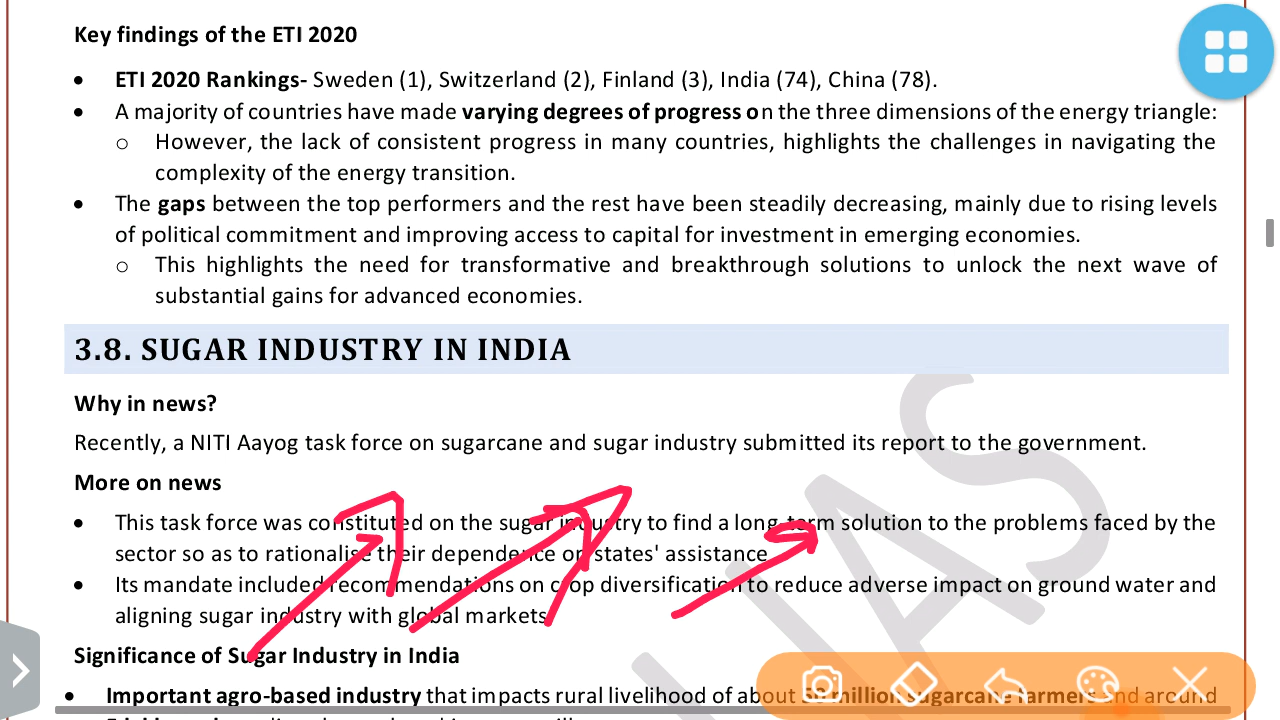 Key findings of the ETI 2020
• ETI 2020 Rankings- Sweden (1), Switzerland (2), Finland (3), India (74), China (78).
• A majority of countries have made varying degrees of progress on the three dimensions of the energy triangle:
o However, the lack of consistent progress in many countries, highlights the challenges in navigating the
complexity of the energy transition.
• The gaps between the top performers and the rest have been steadily decreasing, mainly due to rising levels
of political commitment and improving access to capital for investment in emerging economies.
o This highlights the need for transformative and breakthrough solutions to unlock the next wave of
substantial gains for advanced economies.
3.8. SUGAR INDUSTRY IN INDIA
Why in news?
Recently, a NITI Aayog task force on sugarcane and sugar industry submitted its report to the government.
More on news
• This task force was constituted on the sugar industry to find a long-term solution to the problems faced by the
sector so as to rationalise their dependence on states' assistance
• Its mandate included recommendations on crop diversification to reduce adverse impact on ground water and
aligning sugar industry with global markets
Significance of Sugar Industry in India
• Important agro-based industry that impacts rural livelihood of about 50 million sugarcane farmers and around
IAS